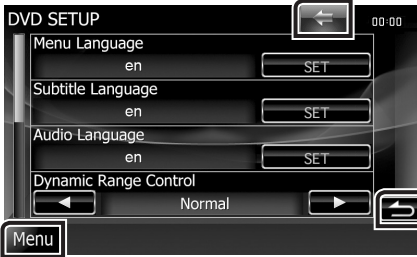 DVD SETUP
00:00
Menu Language
en
SET
Subtitle Language
en
SET
Audio Language
en
SET
Dynamic Range Control
Normal
Menu